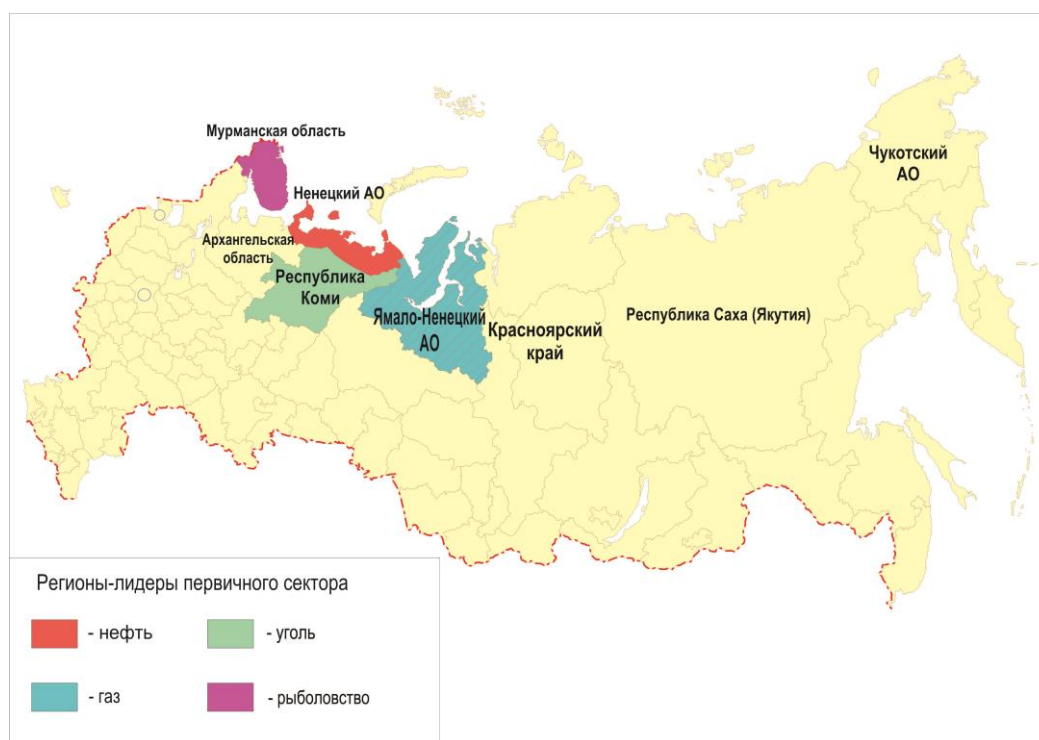 Мурманская область
Ненецкий АО
Чукотский
АО
Архангельская
область
Республика
Коми
Ямало-Ненецкий
АО
Красноярский
край
Республика Саха (Якутия)
Регионы-лидеры первичного сектора
- нефть
- уголь
- газ
- рыболовство